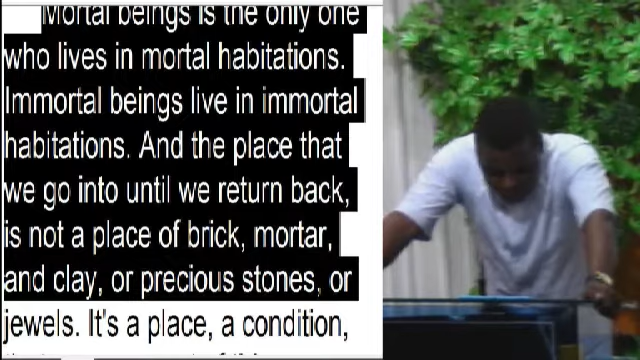 Mortal beings is the only one
who lives in mortal habitations.
Immortal beings live in immortal
habitations. And the place that
we go into until we return back,
is not a place of brick, mortar,
and clay, or precious stones, or
jewels. It's a place, a condition,